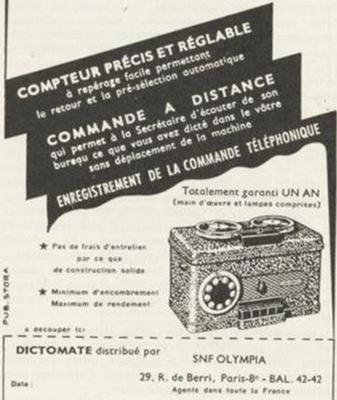 COMPTEUR PRÉCIS ET RÉGLABLE
à repérage facile permettant
le retour et la pré-sélection automatique
COMMANDE A DISTANCE
qui permet à la Secrétaire d'écouter de son
bureau ce que vous avez dicté dans le vôtre
sans déplacement de la machine
ENREGISTREMENT DE LA COMMANDE TÉLÉPHONIQUE
Totalement garanti UN AN
(main d'œuvre et lampes comprises)
★ Pas de frais d'entretien
par ce que
de construction solide
★ Minimum d'encombrement
Maximum de rendement
PUB. STORA
A découper ici
DICTOMATE distribué par
SNF OLYMPIA
29, R. de Berri, Paris-8e - BAL. 42-42
Agents dans toute la France
Date :